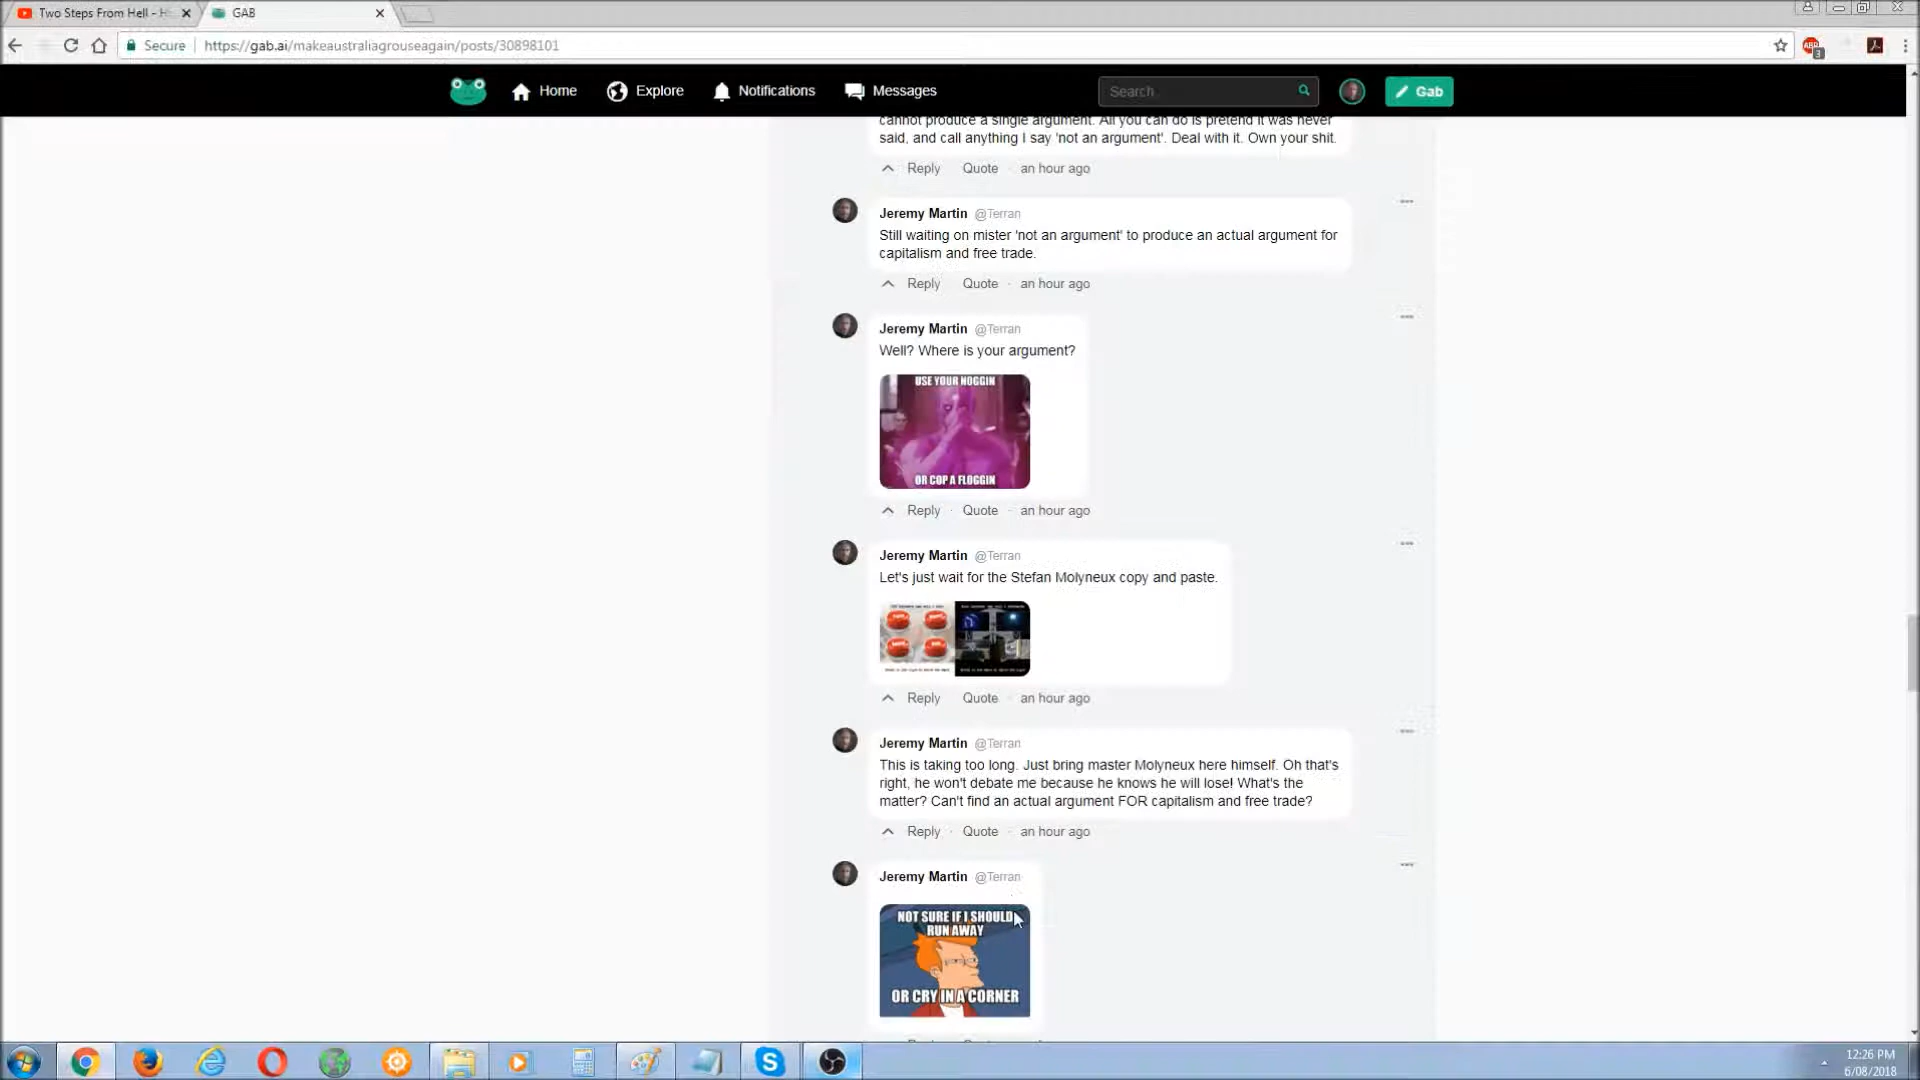 Two Steps From Hell - H
GAB
Secure
https://gab.ai/makeaustraliagrouseagain/posts/30898101
ABP
3
Home
Explore
Notifications
Messages
Search
Gab
cannot produce a single argument. All you can do is pretend it was never
said, and call anything I say 'not an argument'. Deal with it. Own your shit.
Reply Quote · an hour ago
Jeremy Martin @Terran
Still waiting on mister 'not an argument' to produce an actual argument for
capitalism and free trade.
Reply Quote · an hour ago
Jeremy Martin @Terran
Well? Where is your argument?
USE YOUR NOGGIN
OR COP A FLOGGIN
Reply · Quote · an hour ago
Jeremy Martin @Terran
Let's just wait for the Stefan Molyneux copy and paste.
Reply Quote · an hour ago
Jeremy Martin @Terran
This is taking too long. Just bring master Molyneux here himself. Oh that's
right, he won't debate me because he knows he will lose! What's the
matter? Can't find an actual argument FOR capitalism and free trade?
Reply · Quote · an hour ago
Jeremy Martin @Terran
NOT SURE IF I SHOULD
RUN AWAY
OR CRY IN A CORNER
12:26 PM
6/08/2018